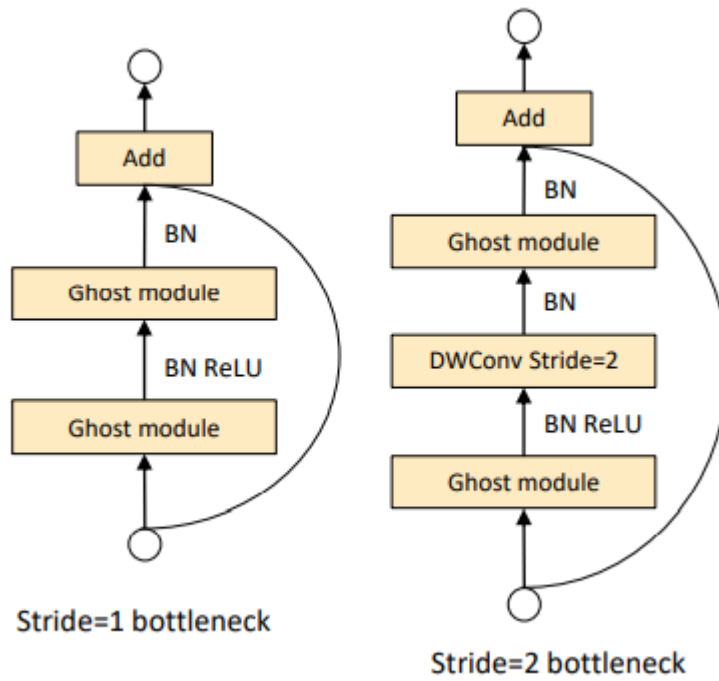 Add
BN
Ghost module
BN ReLU
Ghost module
Stride=1 bottleneck
Add
BN
Ghost module
BN
DWConv Stride=2
BN ReLU
Ghost module
Stride=2 bottleneck